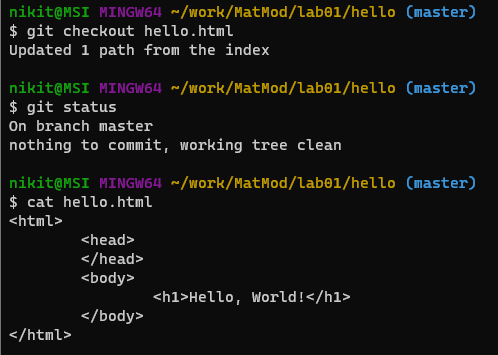 nikit@MSI MINGW64 ~/work/MatMod/lab01/hello (master)
$ git checkout hello.html
Updated 1 path from the index

nikit@MSI MINGW64 ~/work/MatMod/lab01/hello (master)
$ git status
On branch master
nothing to commit, working tree clean

nikit@MSI MINGW64 ~/work/MatMod/lab01/hello (master)
$ cat hello.html
<html>
        <head>
        </head>
        <body>
                <h1>Hello, World!</h1>
        </body>
</html>